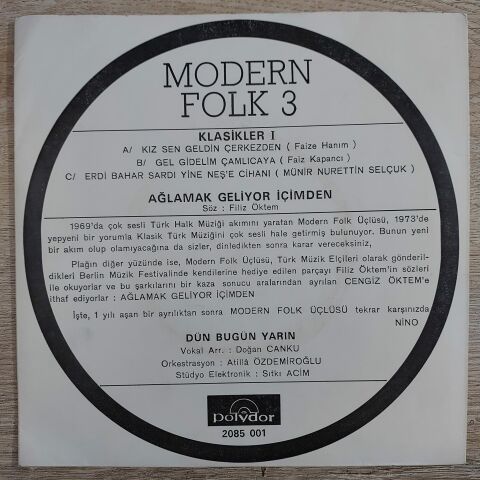 MODERN
FOLK 3
KLASİKLER I
A/ KIZ SEN GELDİN ÇERKEZDEN ( Faize Hanım )
B/ GEL GİDELİM ÇAMLICAYA ( Faiz Kapancı )
C/ ERDİ BAHAR SARDI YİNE NEŞ'E CİHANI ( MÜNİR NURETTİN SELÇUK )
AĞLAMAK GELİYOR İÇİMDEN
Söz : Filiz Öktem
1969'da çok sesli Türk Halk Müziği akımını yaratan Modern Folk Üçlüsü, 1973'de
yepyeni bir yorumla Klasik Türk Müziğini çok sesli hale getirmiş bulunuyor. Bunun yeni
bir akım olup olamıyacağına da sizler, dinledikten sonra karar vereceksiniz,
Plağın diğer yüzünde ise, Modern Folk Üçlüsü, Türk Müzik Elçileri olarak gönderil-
dikleri Berlin Müzik Festivalinde kendilerine hediye edilen parçayı Filiz Öktem'in sözleri
ile okuyorlar ve bu şarkılarını bir kaza sonucu aralarından ayrılan CENGİZ ÖKTEM'e
ithaf ediyorlar : AĞLAMAK GELİYOR İÇİMDEN
İşte, 1 yılı aşan bir ayrılıktan sonra MODERN FOLK ÜÇLÜSÜ tekrar karşınızda
NİNO
DÜN BUGÜN YARIN
Vokal Arr. : Doğan CANKU
Orkestrasyon : Atillâ ÖZDEMİROĞLU
Stüdyo Elektronik : Sıtkı ACİM
polydor
2085 001